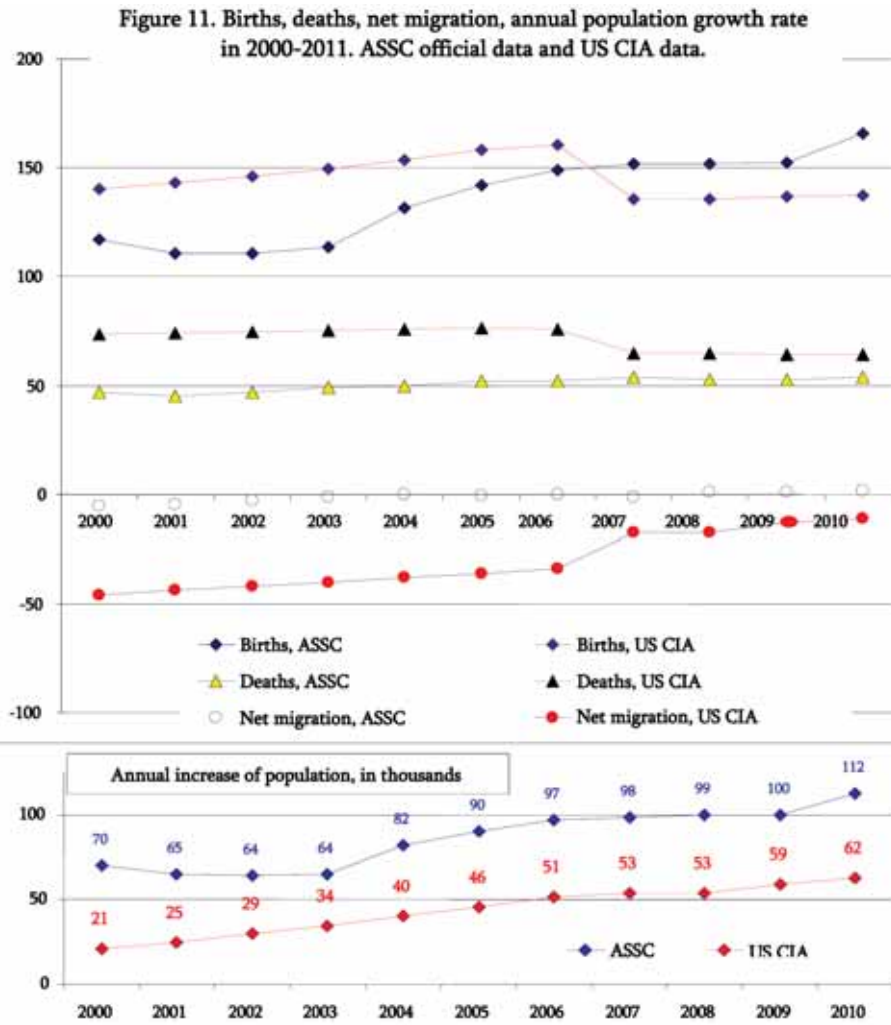 Figure 11. Births, deaths, net migration, annual population growth rate
in 2000-2011. ASSC official data and US CIA data.
200
150
100
50
0
2000 2001 2002 2003 2004 2005 2006 2007 2008 2009 2010
-50
Births, ASSC Births, US CIA
Deaths, ASSC Deaths, US CIA
Net migration, ASSC Net migration, US CIA
-100
Annual increase of population, in thousands
70 65 64 64 82 90 97 98 99 100 112
100
21 25 29 34 40 46 51 53 53 59 62
50
ASSC US CIA
0
2000 2001 2002 2003 2004 2005 2006 2007 2008 2009 2010